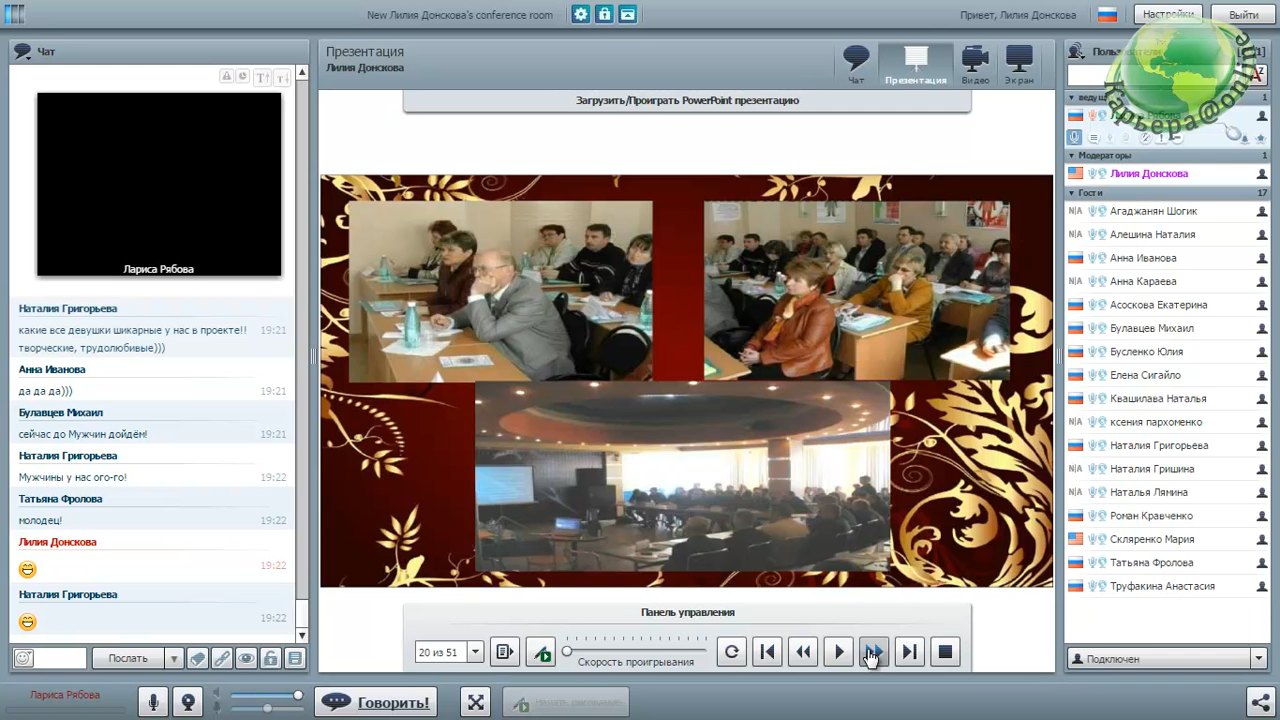 New Лилия Донскова's conference room
Привет, Лилия Донскова
Настройки
Выйти
Чат
Лариса Рябова
Наталия Григорьева
какие все девушки шикарные у нас в проекте!!
19:21
творческие, трудолюбивые)))
Анна Иванова
да да да)))
19:21
Булавцев Михаил
сейчас до Мужчин дойдём!
19:21
Наталия Григорьева
Мужчины у нас ого-го!
19:22
Татьяна Фролова
молодец!
19:22
Лилия Донскова
19:22
Наталия Григорьева
19:22
Послать
Презентация
Лилия Донскова
Чат
Презентация
Видео
Экран
Загрузить/Проиграть PowerPoint презентацию
Панель управления
20 из 51
Скорость проигрывания
карьера@online
Модераторы
1
Лилия Донскова
Гости
17
N|A Агаджанян Шогик
N|A Алешина Наталия
Анна Иванова
N|A Анна Караева
Асоскова Екатерина
Булавцев Михаил
Бусленко Юлия
Елена Сигайло
Квашилава Наталья
N|A ксения пархоменко
Наталия Григорьева
N|A Наталия Гришина
N|A Наталья Лямина
Роман Кравченко
Скляренко Мария
Татьяна Фролова
Труфакина Анастасия
Подключен
Лариса Рябова
Говорить!